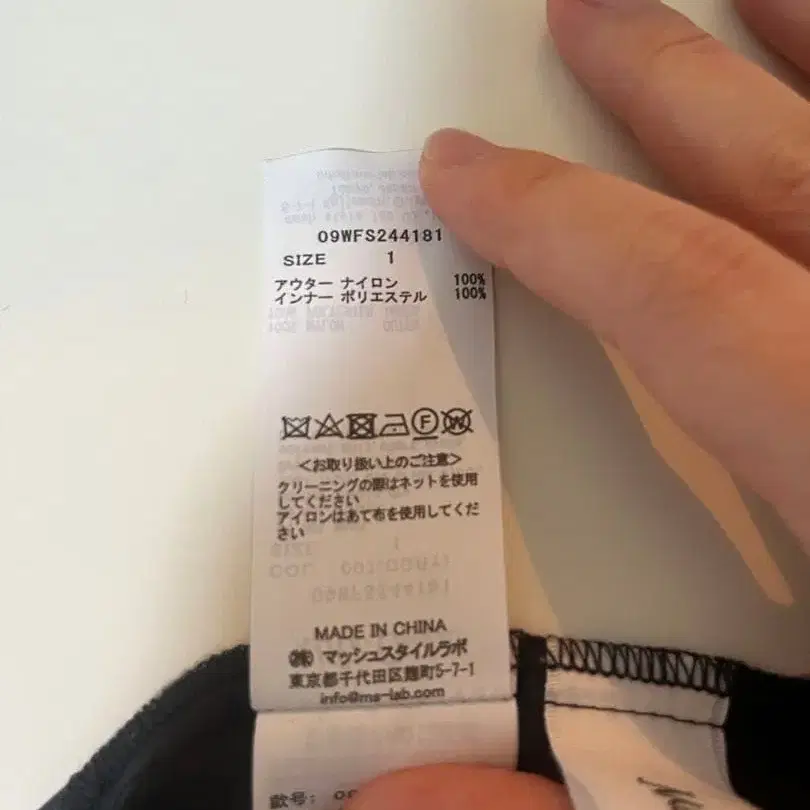 09WFS244181
SIZE 1
アウター ナイロン 100%
インナー ポリエステル 100%
F W
<お取り扱い上のご注意>
クリーニングの際はネットを使用
してください
アイロンはあて布を使用してくだ
さい
MADE IN CHINA
㈱ マッシュスタイルラボ
東京都千代田区麹町5-7-1
info@ms-lab.com
款号: